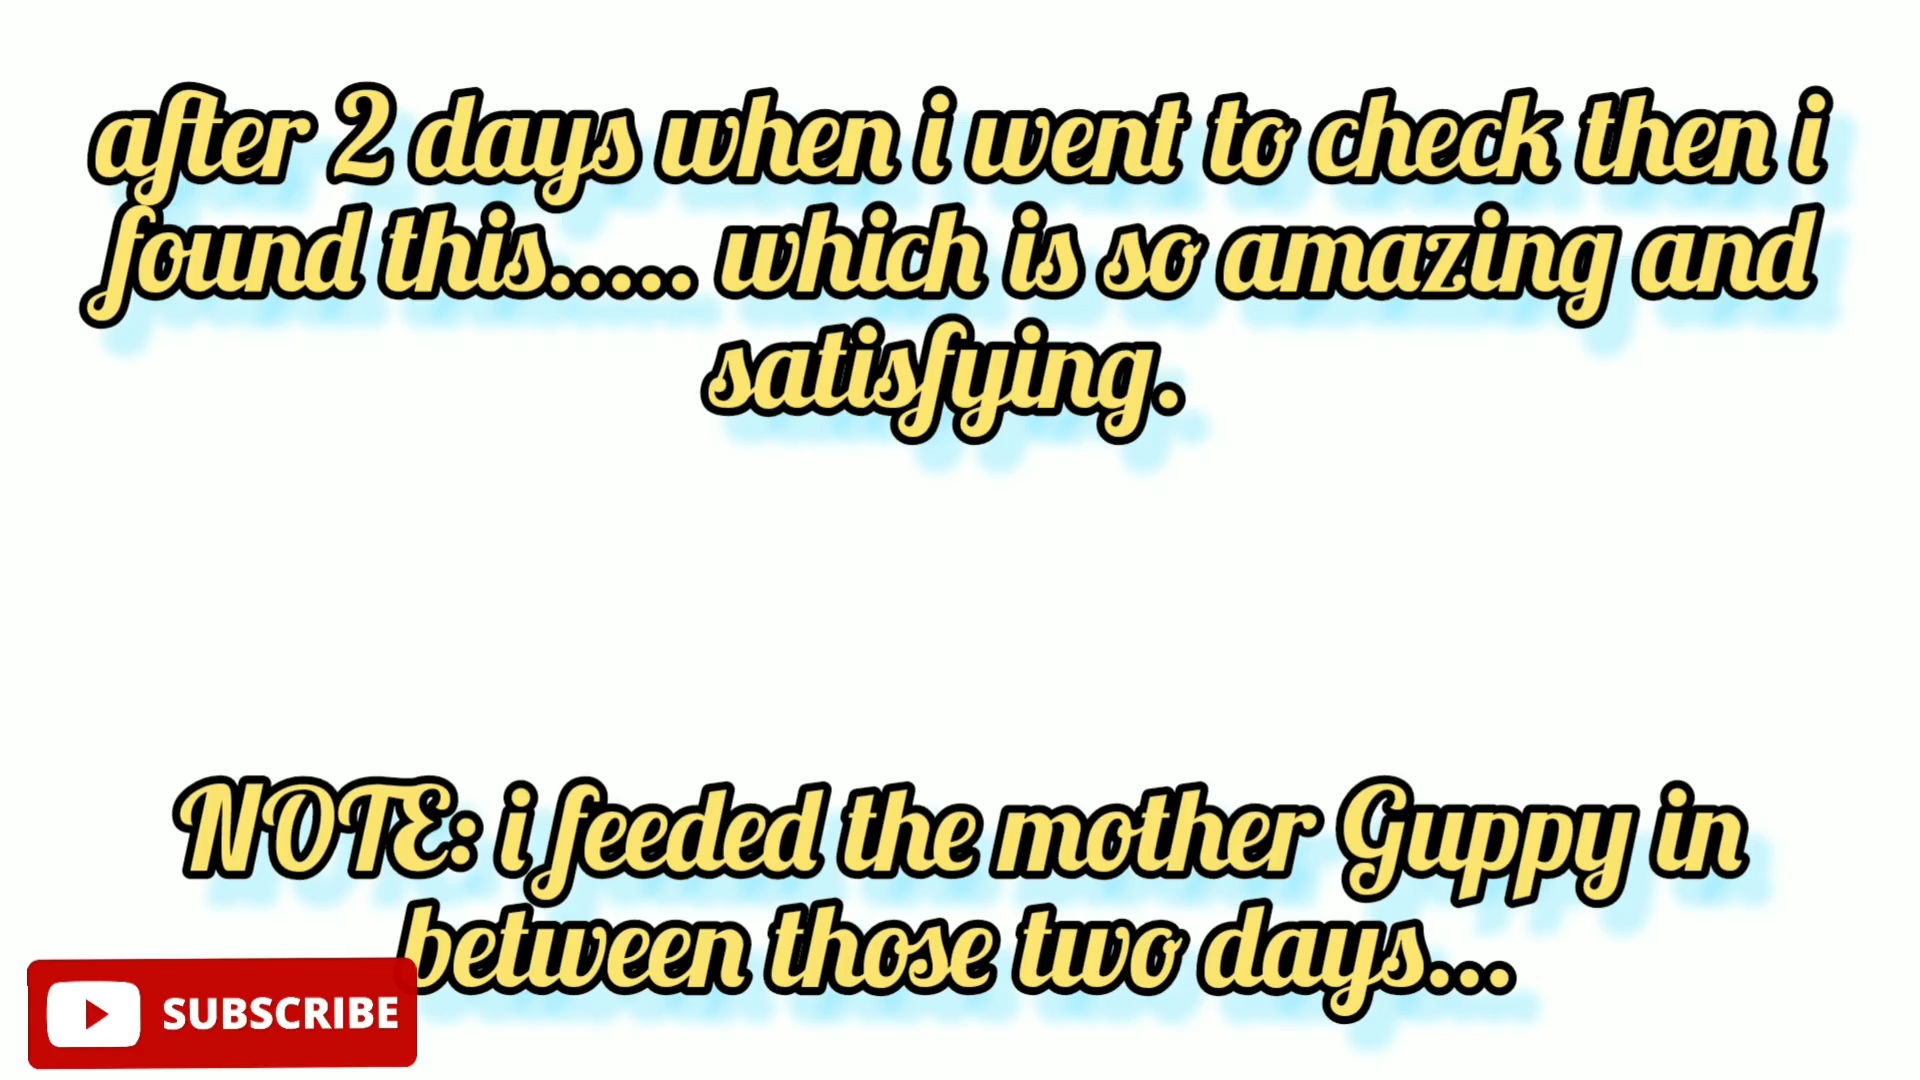 after 2 days when i went to check then i
found this..... which is so amazing and
satisfying.
NOTE: i feeded the mother Guppy in
between those two days...
SUBSCRIBE